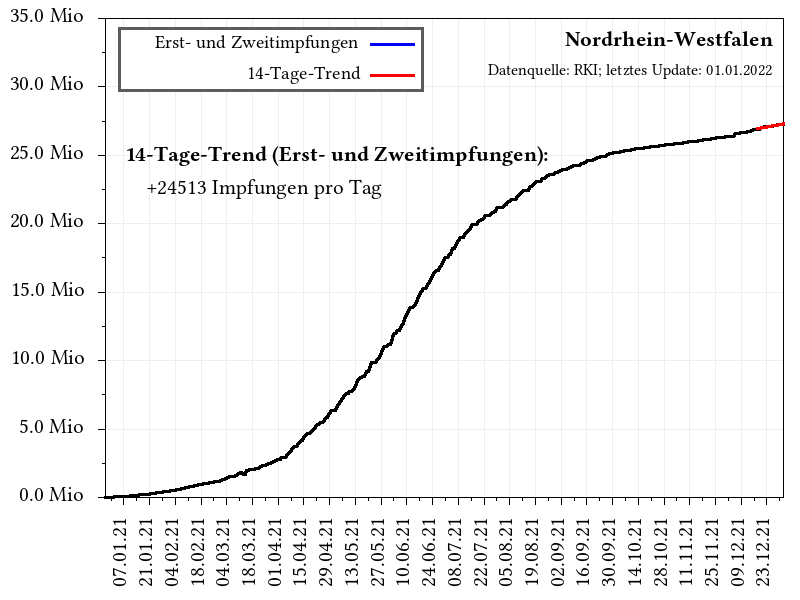 35.0 Mio
30.0 Mio
25.0 Mio
20.0 Mio
15.0 Mio
10.0 Mio
5.0 Mio
0.0 Mio
Erst- und Zweitimpfungen
14-Tage-Trend
Nordrhein-Westfalen
Datenquelle: RKI; letztes Update: 01.01.2022
14-Tage-Trend (Erst- und Zweitimpfungen):
+24513 Impfungen pro Tag
07.01.21
21.01.21
04.02.21
18.02.21
04.03.21
18.03.21
01.04.21
15.04.21
29.04.21
13.05.21
27.05.21
10.06.21
24.06.21
08.07.21
22.07.21
05.08.21
19.08.21
02.09.21
16.09.21
30.09.21
14.10.21
28.10.21
11.11.21
25.11.21
09.12.21
23.12.21